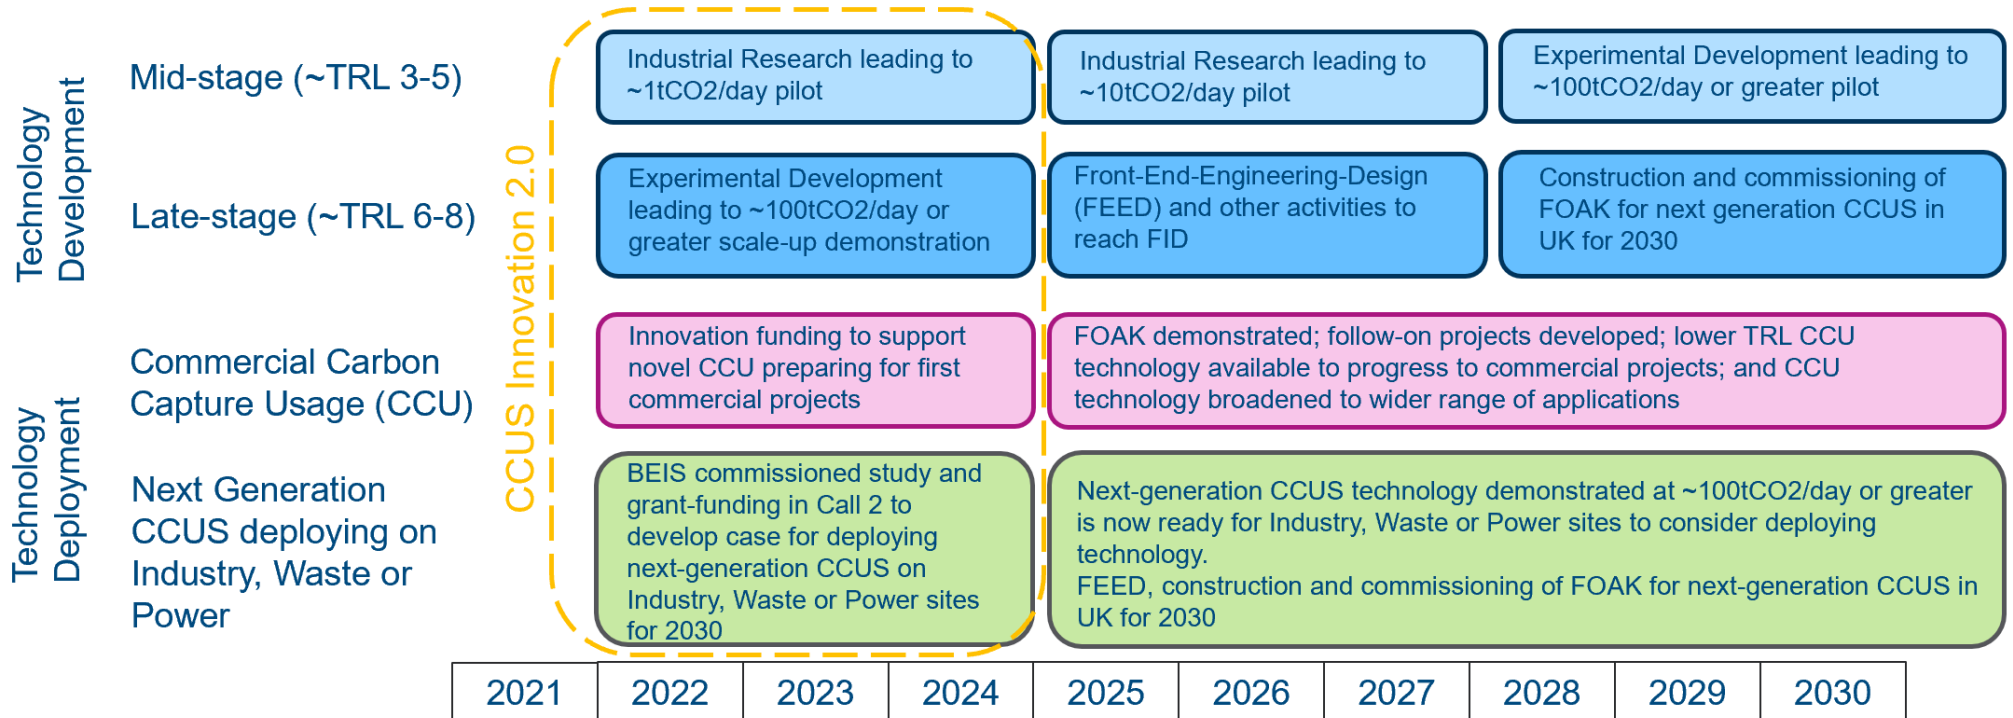 Technology
Development
Mid-stage (~TRL 3-5)
Industrial Research leading to
~1tCO2/day pilot
Industrial Research leading to
~10tCO2/day pilot
Experimental Development leading to
~100tCO2/day or greater pilot
Late-stage (~TRL 6-8)
Experimental Development
leading to ~100tCO2/day or
greater scale-up demonstration
Front-End-Engineering-Design
(FEED) and other activities to
reach FID
Construction and commissioning of
FOAK for next generation CCUS in
UK for 2030
CCUS Innovation 2.0
Technology
Deployment
Commercial Carbon
Capture Usage (CCU)
Innovation funding to support
novel CCU preparing for first
commercial projects
FOAK demonstrated; follow-on projects developed; lower TRL CCU
technology available to progress to commercial projects; and CCU
technology broadened to wider range of applications
Next Generation
CCUS deploying on
Industry, Waste or
Power
BEIS commissioned study and
grant-funding in Call 2 to
develop case for deploying
next-generation CCUS on
Industry, Waste or Power sites
for 2030
Next-generation CCUS technology demonstrated at ~100tCO2/day or greater
is now ready for Industry, Waste or Power sites to consider deploying
technology.
FEED, construction and commissioning of FOAK for next-generation CCUS in
UK for 2030
2021 2022 2023 2024 2025 2026 2027 2028 2029 2030